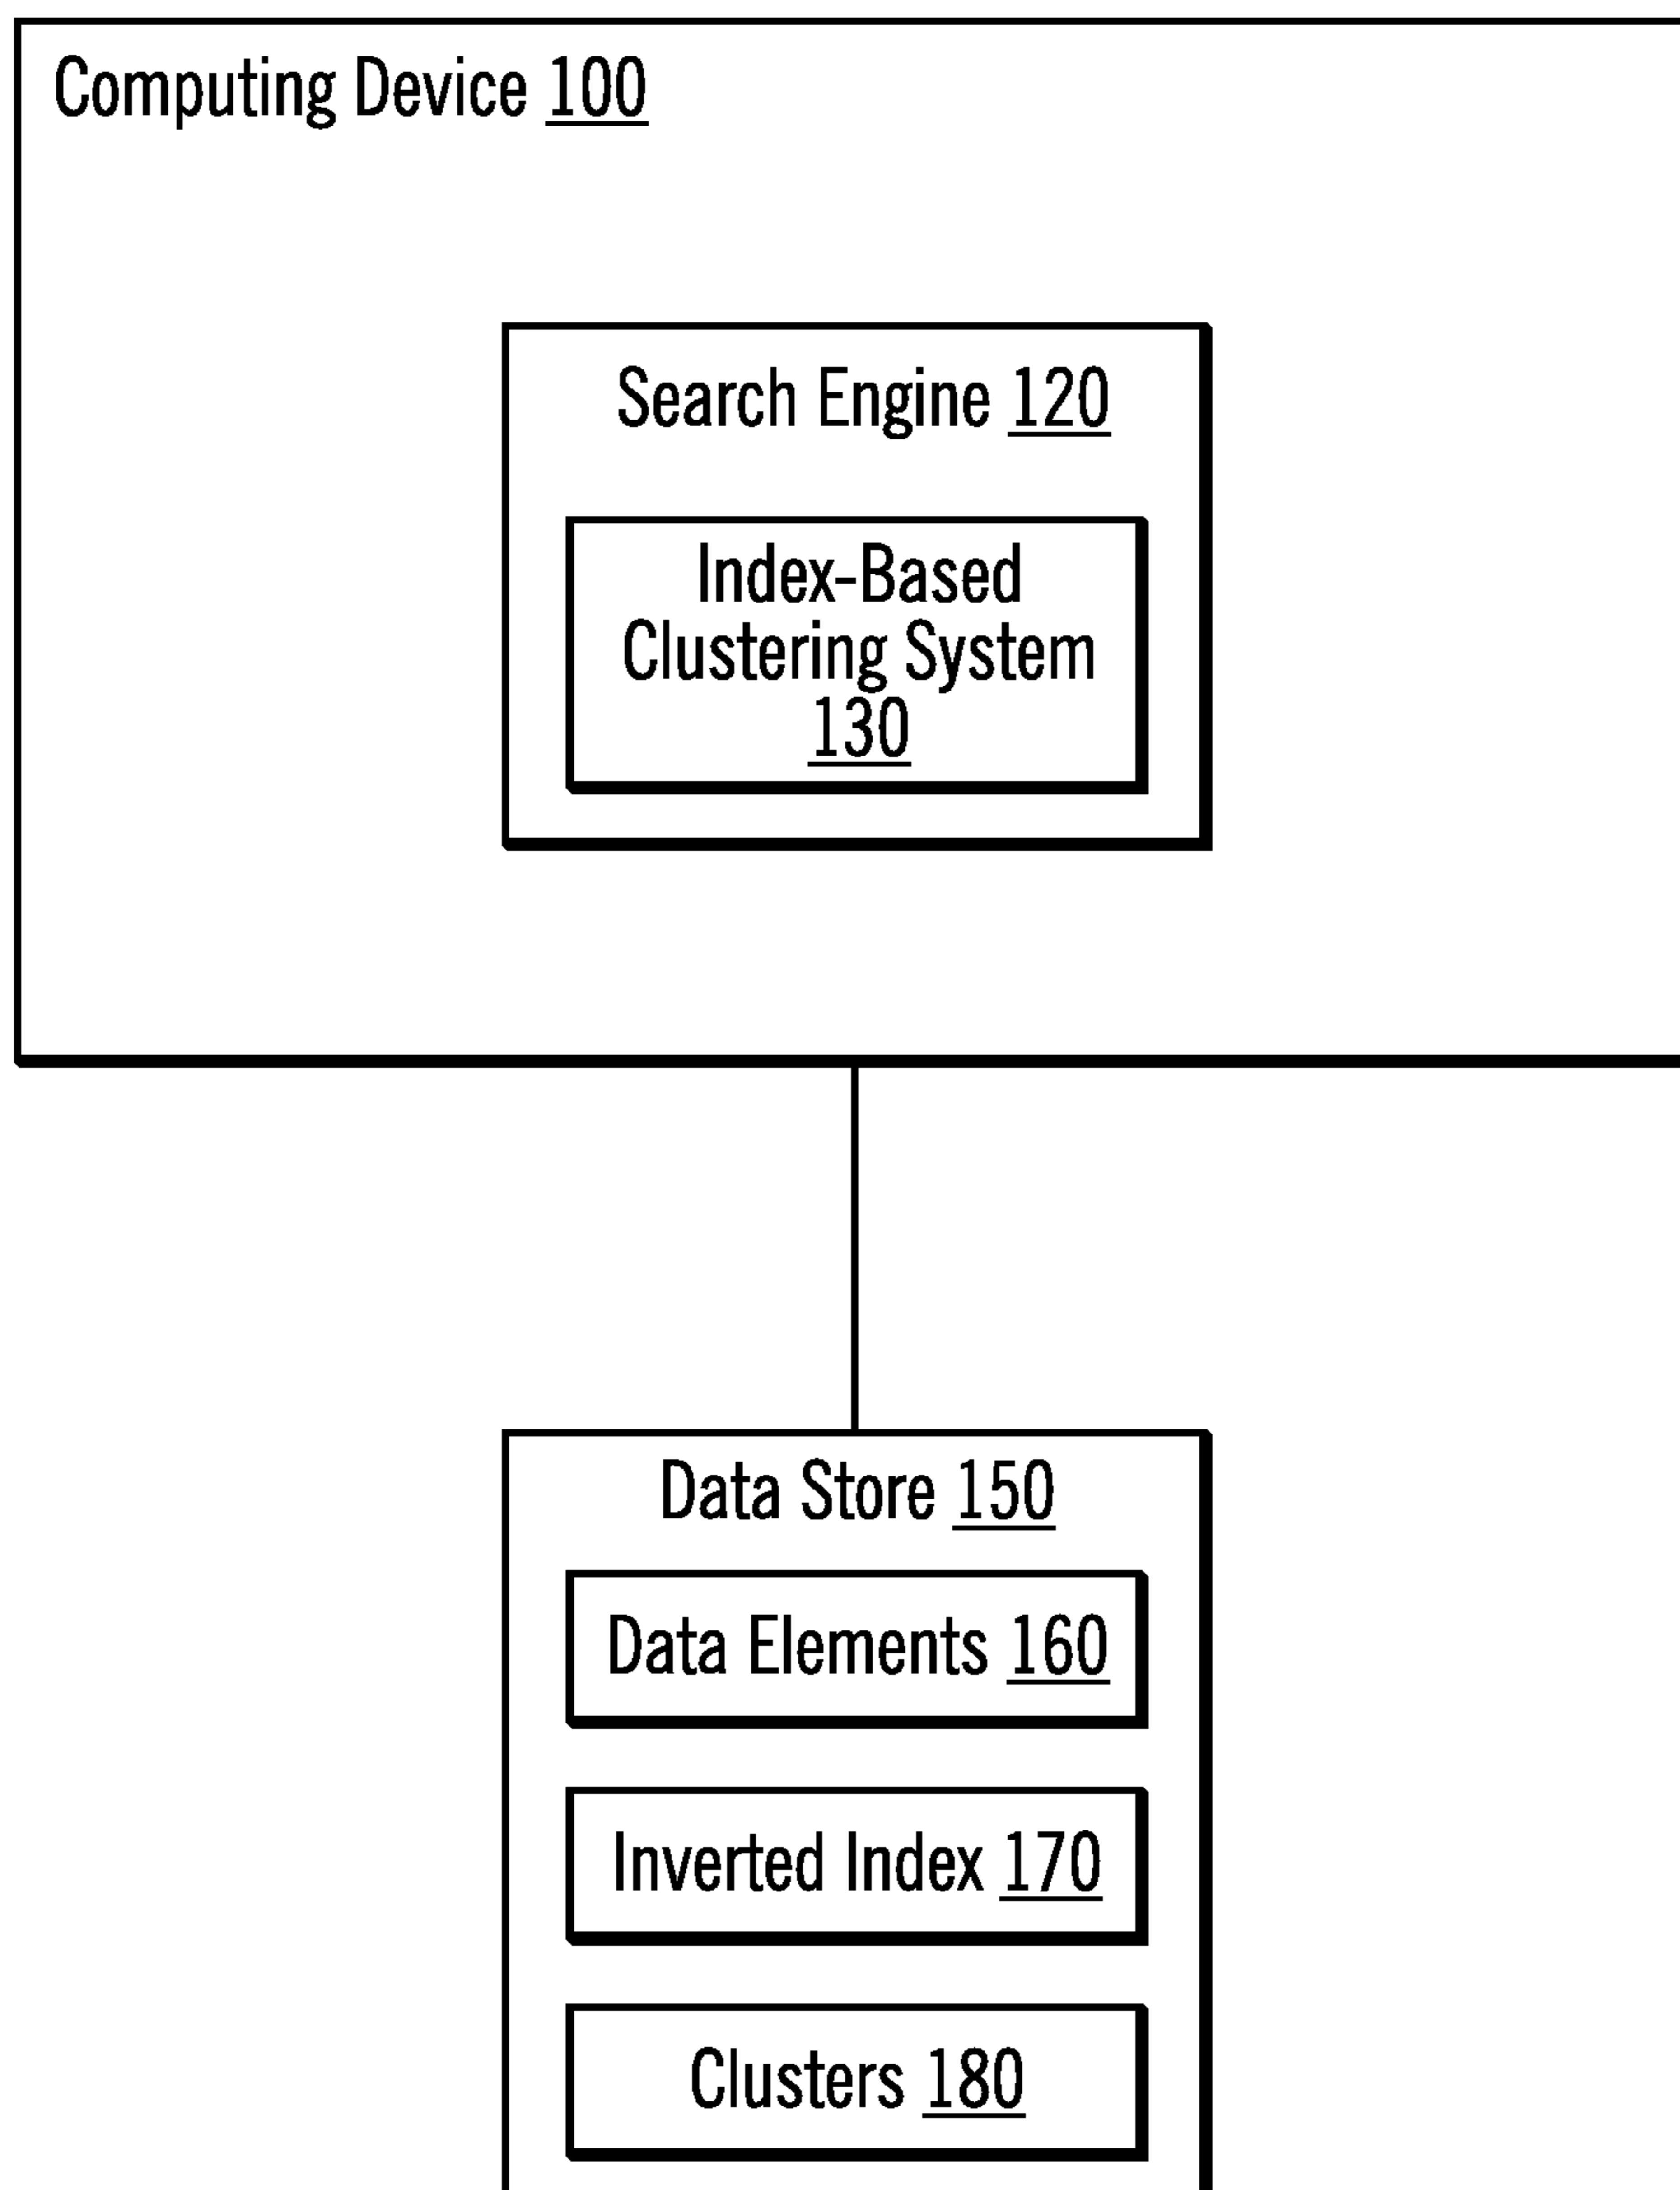 Computing Device 100
Search Engine 120
Index-Based
Clustering System
130
Data Store 150
Data Elements 160
Inverted Index 170
Clusters 180